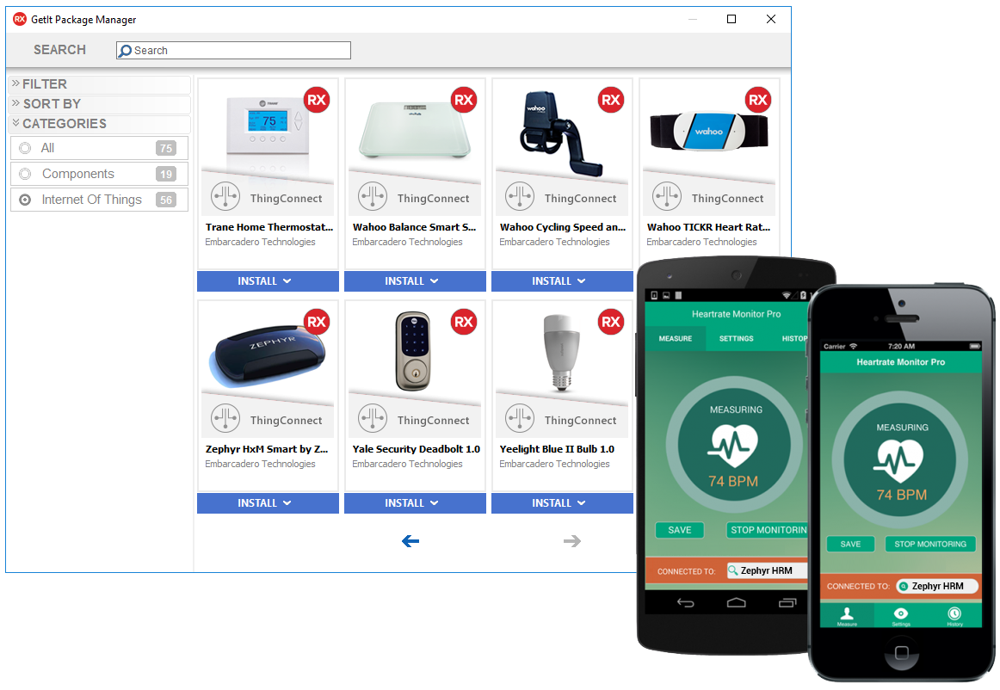 RX GetIt Package Manager
SEARCH
Search
FILTER
SORT BY
CATEGORIES
All 75
Components 19
Internet Of Things 56
RX
TRANE
75
ThingConnect
Trane Home Thermostat...
Embarcadero Technologies
INSTALL
RX
ThingConnect
Wahoo Balance Smart S...
Embarcadero Technologies
INSTALL
RX
wahoo
ThingConnect
Wahoo Cycling Speed an...
Embarcadero Technologies
INSTALL
RX
wahoo
ThingConnect
Wahoo TICKR Heart Rat...
Embarcadero Technologies
RX
ZEPHYR
ThingConnect
Zephyr HxM Smart by Z...
Embarcadero Technologies
INSTALL
RX
ThingConnect
Yale Security Deadbolt 1.0
Embarcadero Technologies
INSTALL
RX
ThingConnect
Yeelight Blue II Bulb 1.0
Embarcadero Technologies
INSTALL
Heartrate Monitor Pro
MEASURE SETTINGS HISTOR
MEASURING
74 BPM
SAVE STOP MONITORIN
CONNECTED TO: Zephyr HRM
Carrier 7:20 AM
Heartrate Monitor Pro
MEASURING
74 BPM
SAVE STOP MONITORING
CONNECTED TO: Zephyr HRM
Measure Settings History